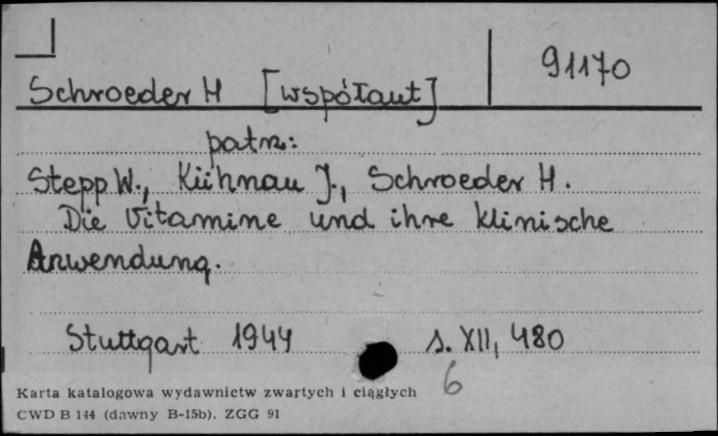 91170
Schroeder H [współaut]
patrz:
Stepp W., Kühnau J., Schroeder H.
Die Vitamine und ihre klinische
Anwendung.
Stuttgart 1944 s. XII, 480
6
Karta katalogowa wydawnictw zwartych i ciągłych
CWD B 144 (dawny B-15b). ZGG 91